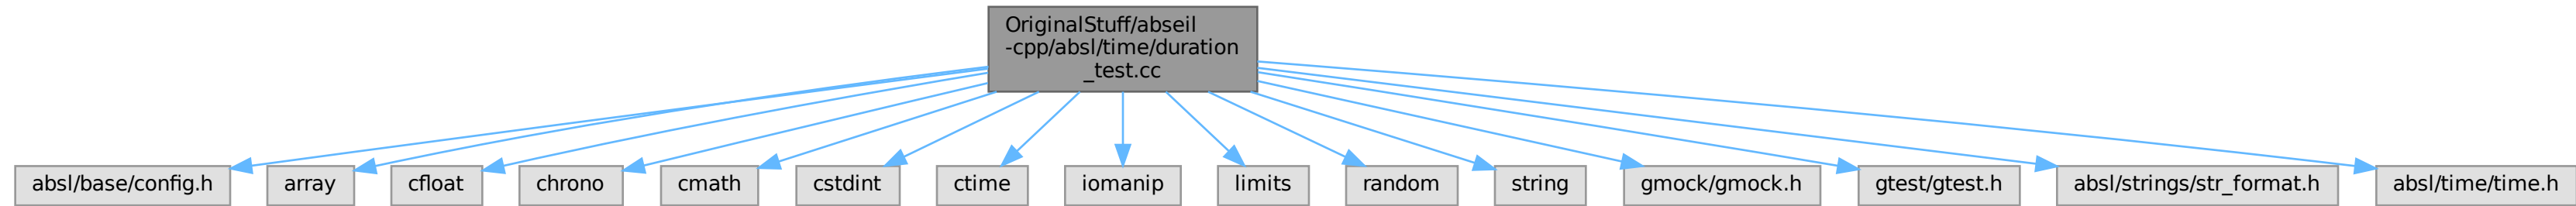 OriginalStuff/abseil
-cpp/absl/time/duration
_test.cc
absl/base/config.h
array
cfloat
chrono
cmath
cstdint
ctime
iomanip
limits
random
string
gmock/gmock.h
gtest/gtest.h
absl/strings/str_format.h
absl/time/time.h